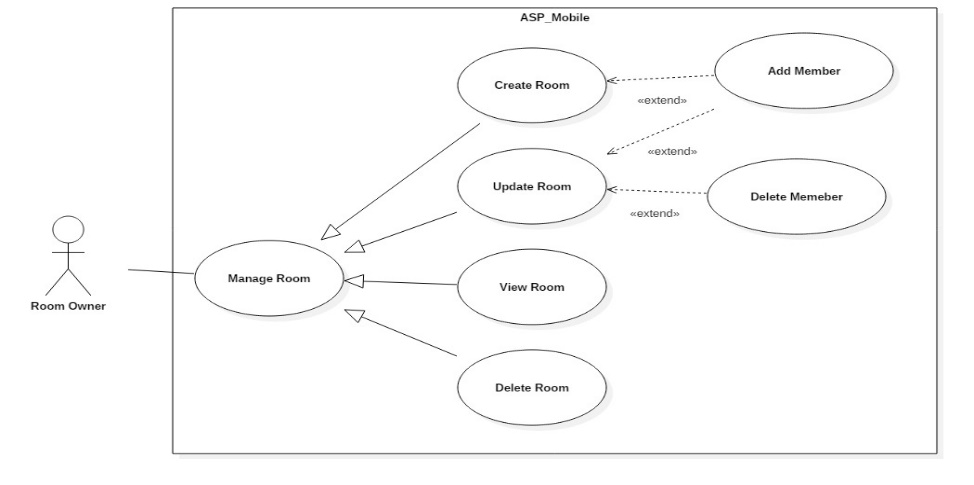 ASP_Mobile
Create Room
Add Member
«extend»
«extend»
Update Room
Delete Memeber
«extend»
Manage Room
View Room
Room Owner
Delete Room